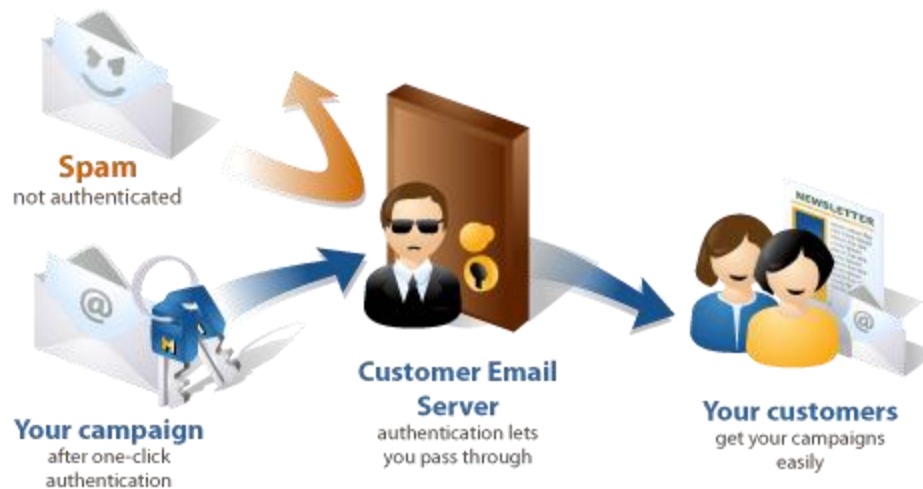 Spam
not authenticated
NEWSLETTER
@
@
Customer Email
Server
authentication lets
you pass through
Your campaign
after one-click
authentication
Your customers
get your campaigns
easily